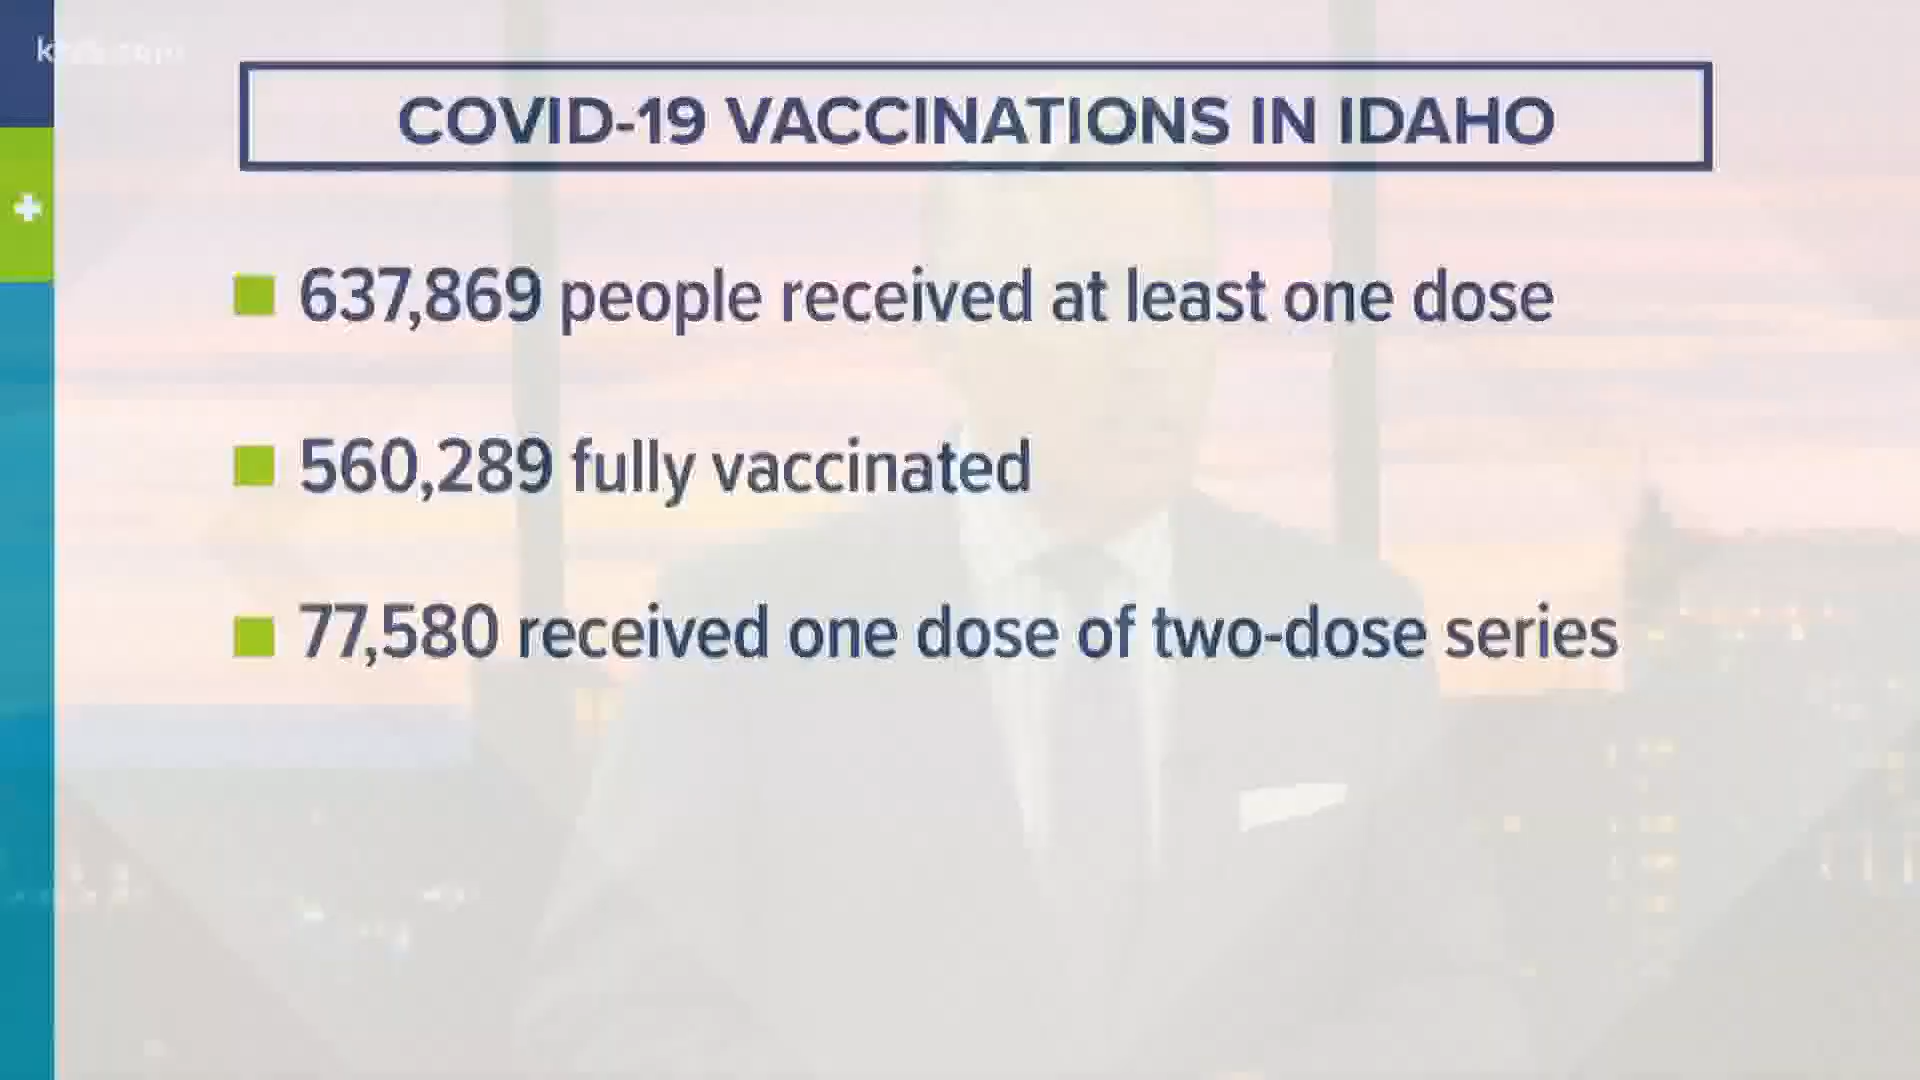 COVID-19 VACCINATIONS IN IDAHO
637,869 people received at least one dose
560,289 fully vaccinated
77,580 received one dose of two-dose series